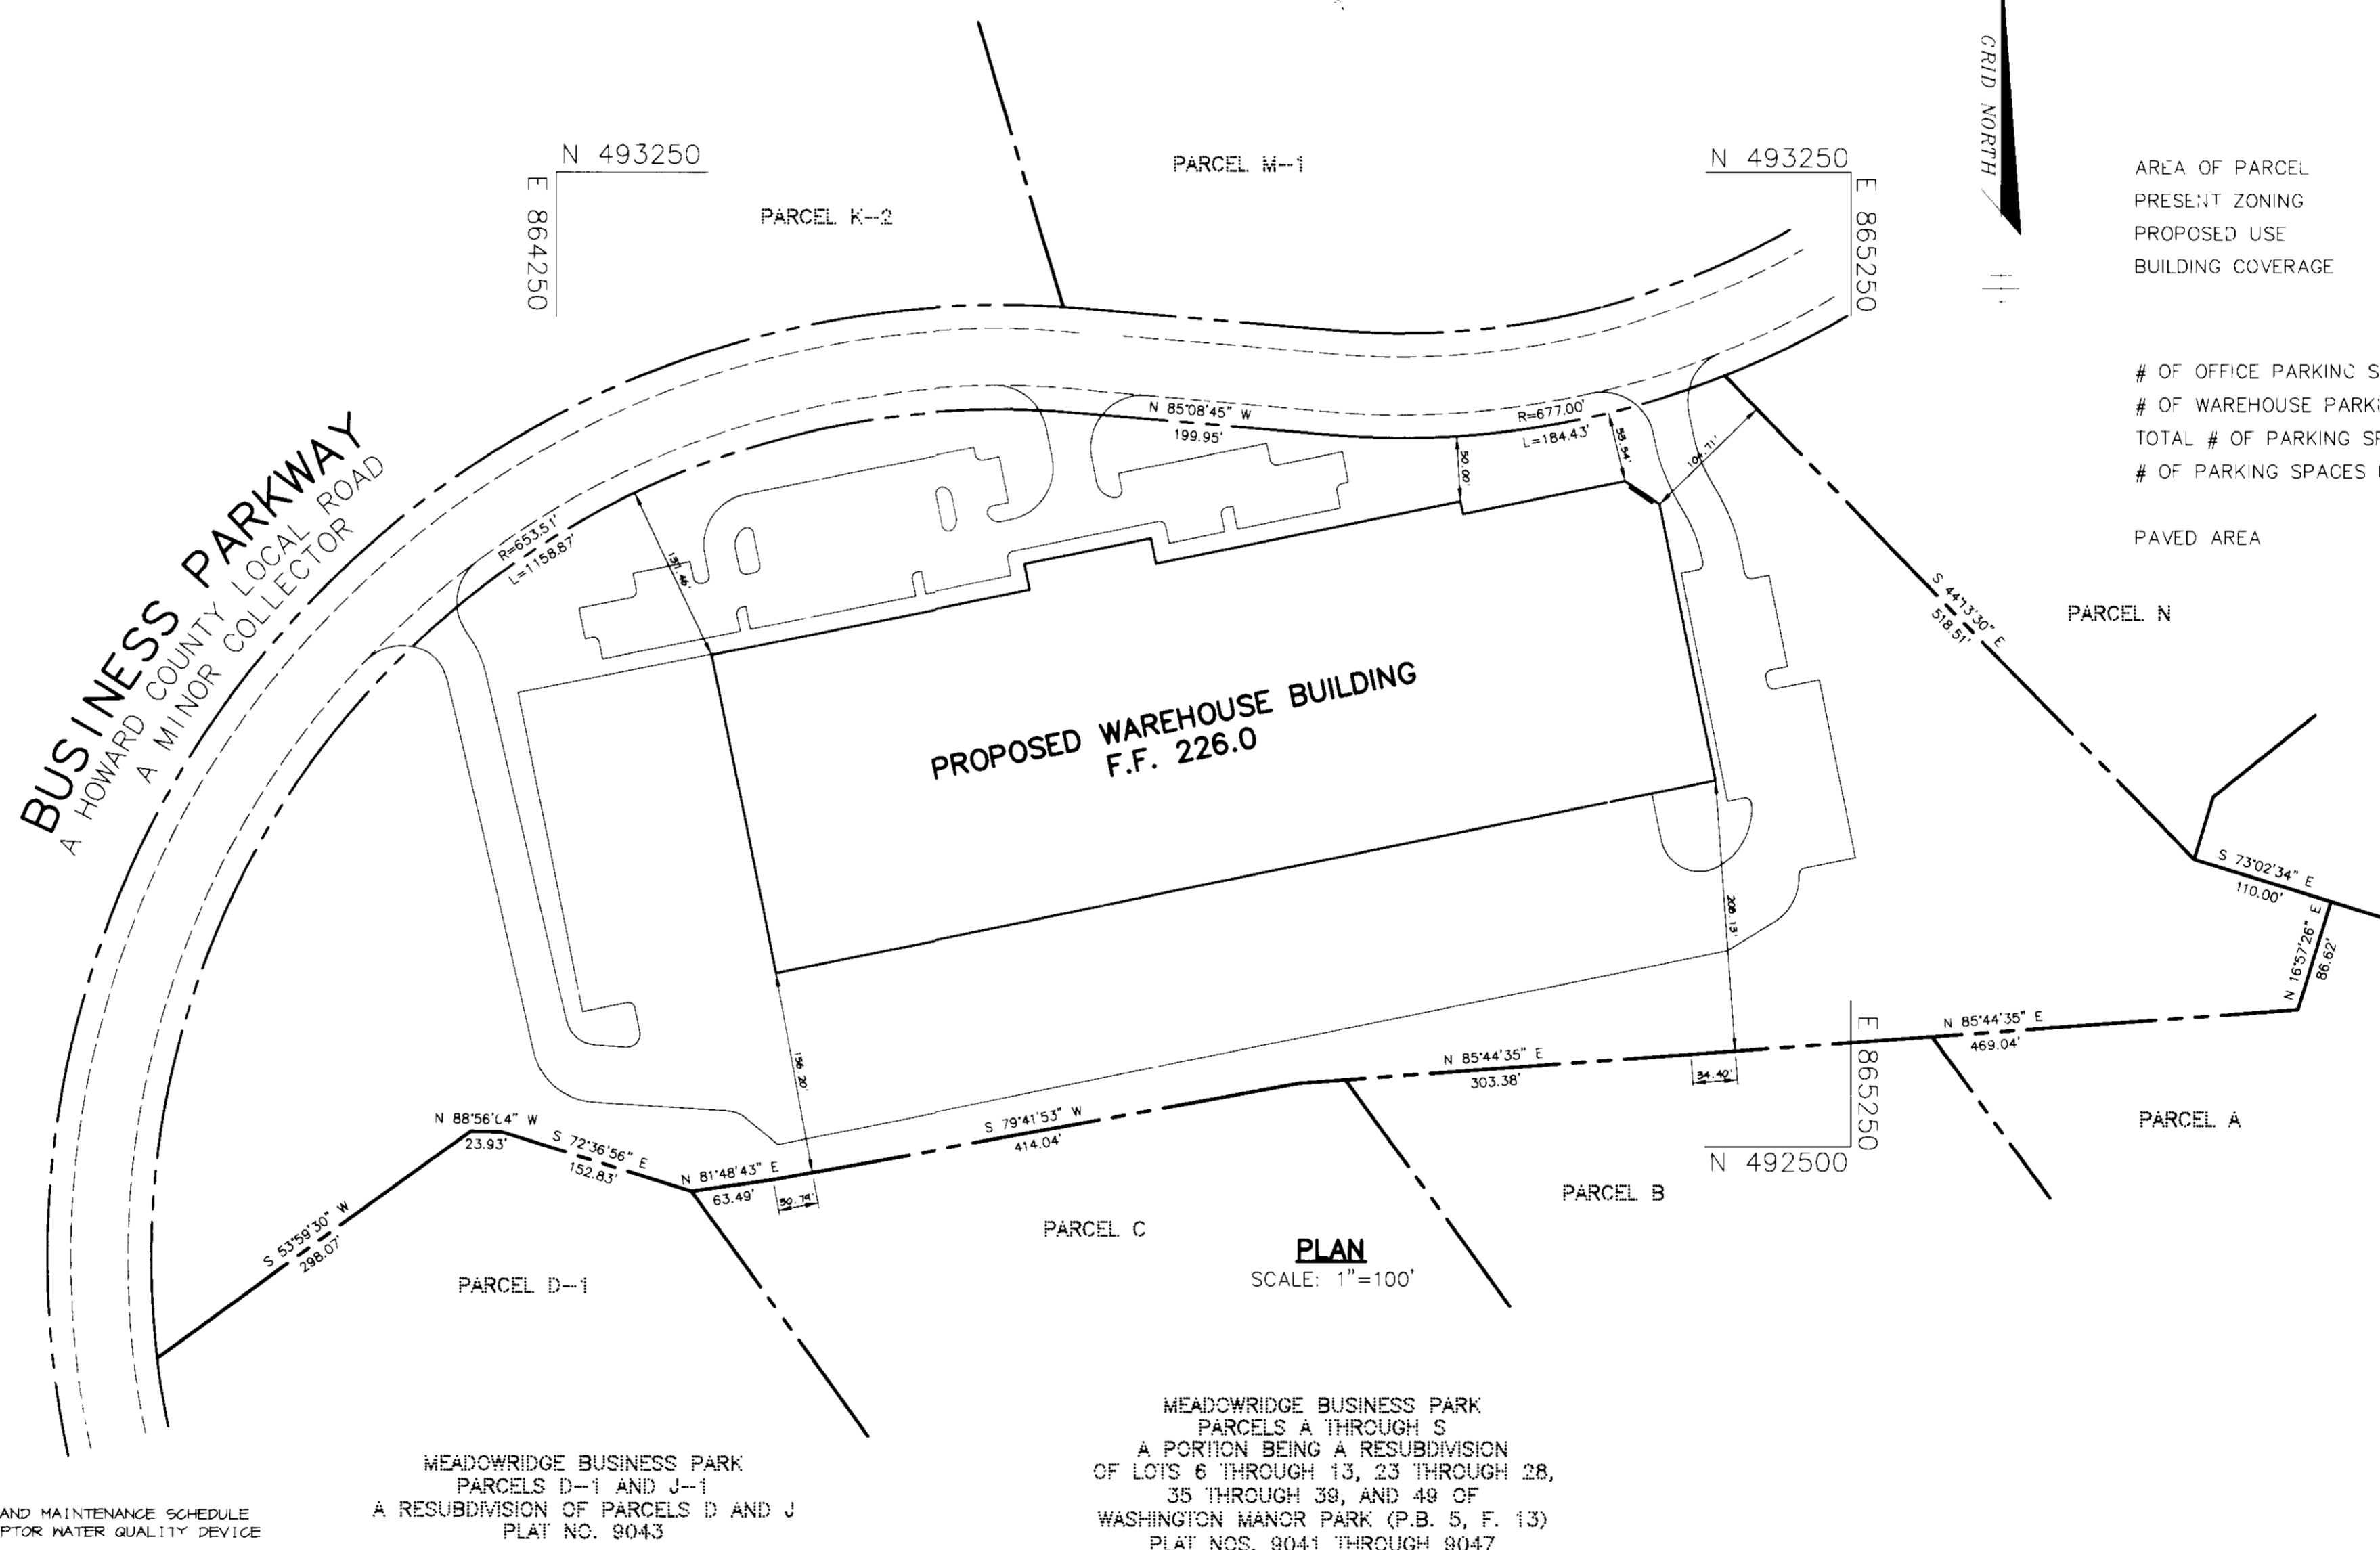 GRID NORTH
N 493250
E 864250
PARCEL K-2
PARCEL M-1
N 493250
E 865250
AREA OF PARCEL
PRESENT ZONING
PROPOSED USE
BUILDING COVERAGE
# OF OFFICE PARKING S
# OF WAREHOUSE PARK
TOTAL # OF PARKING SP
# OF PARKING SPACES
PAVED AREA
BUSINESS PARKWAY
A HOWARD COUNTY LOCAL ROAD
A MINOR COLLECTOR
R=653.51'
L=1158.87'
N 85°08'45" W
199.95'
R=677.00'
L=184.43'
50.00'
58.54'
S 44°13'30" E
518.51'
PARCEL N
PROPOSED WAREHOUSE BUILDING
F.F. 226.0
S 73°02'34" E
110.00'
N 16°57'26" E
86.62'
N 85°44'35" E
469.04'
N 85°44'35" E
303.38'
34.40'
E 865250
N 492500
PARCEL A
PARCEL B
S 79°41'53" W
414.04'
N 81°48'43" E
63.49'
30.79'
N 88°56'04" W
23.93'
S 72°36'56" E
152.83'
S 53°59'30" W
298.07'
PARCEL C
PARCEL D-1
PLAN
SCALE: 1"=100'
MEADOWRIDGE BUSINESS PARK
PARCELS D-1 AND J-1
A RESUBDIVISION OF PARCELS D AND J
PLAT NO. 9043
MEADOWRIDGE BUSINESS PARK
PARCELS A THROUGH S
A PORTION BEING A RESUBDIVISION
OF LOTS 6 THROUGH 13, 23 THROUGH 28,
35 THROUGH 39, AND 49 OF
WASHINGTON MANOR PARK (P.B. 5, F. 13)
PLAT NOS. 9041 THROUGH 9047
AND MAINTENANCE SCHEDULE
PTOR WATER QUALITY DEVICE